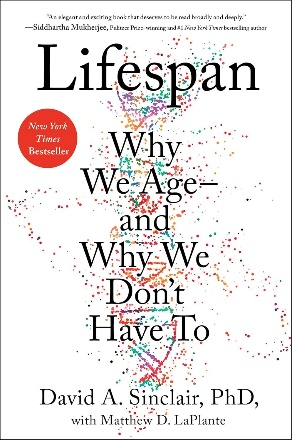 "An elegant and exciting book that deserves to be read broadly and deeply."
—Siddhartha Mukherjee, Pulitzer Prize–winning and #1 New York Times bestselling author
Lifespan
New York
Times
Bestseller
Why
We Age—
and
Why We
Don't
Have To
David A. Sinclair, PhD,
with Matthew D. LaPlante